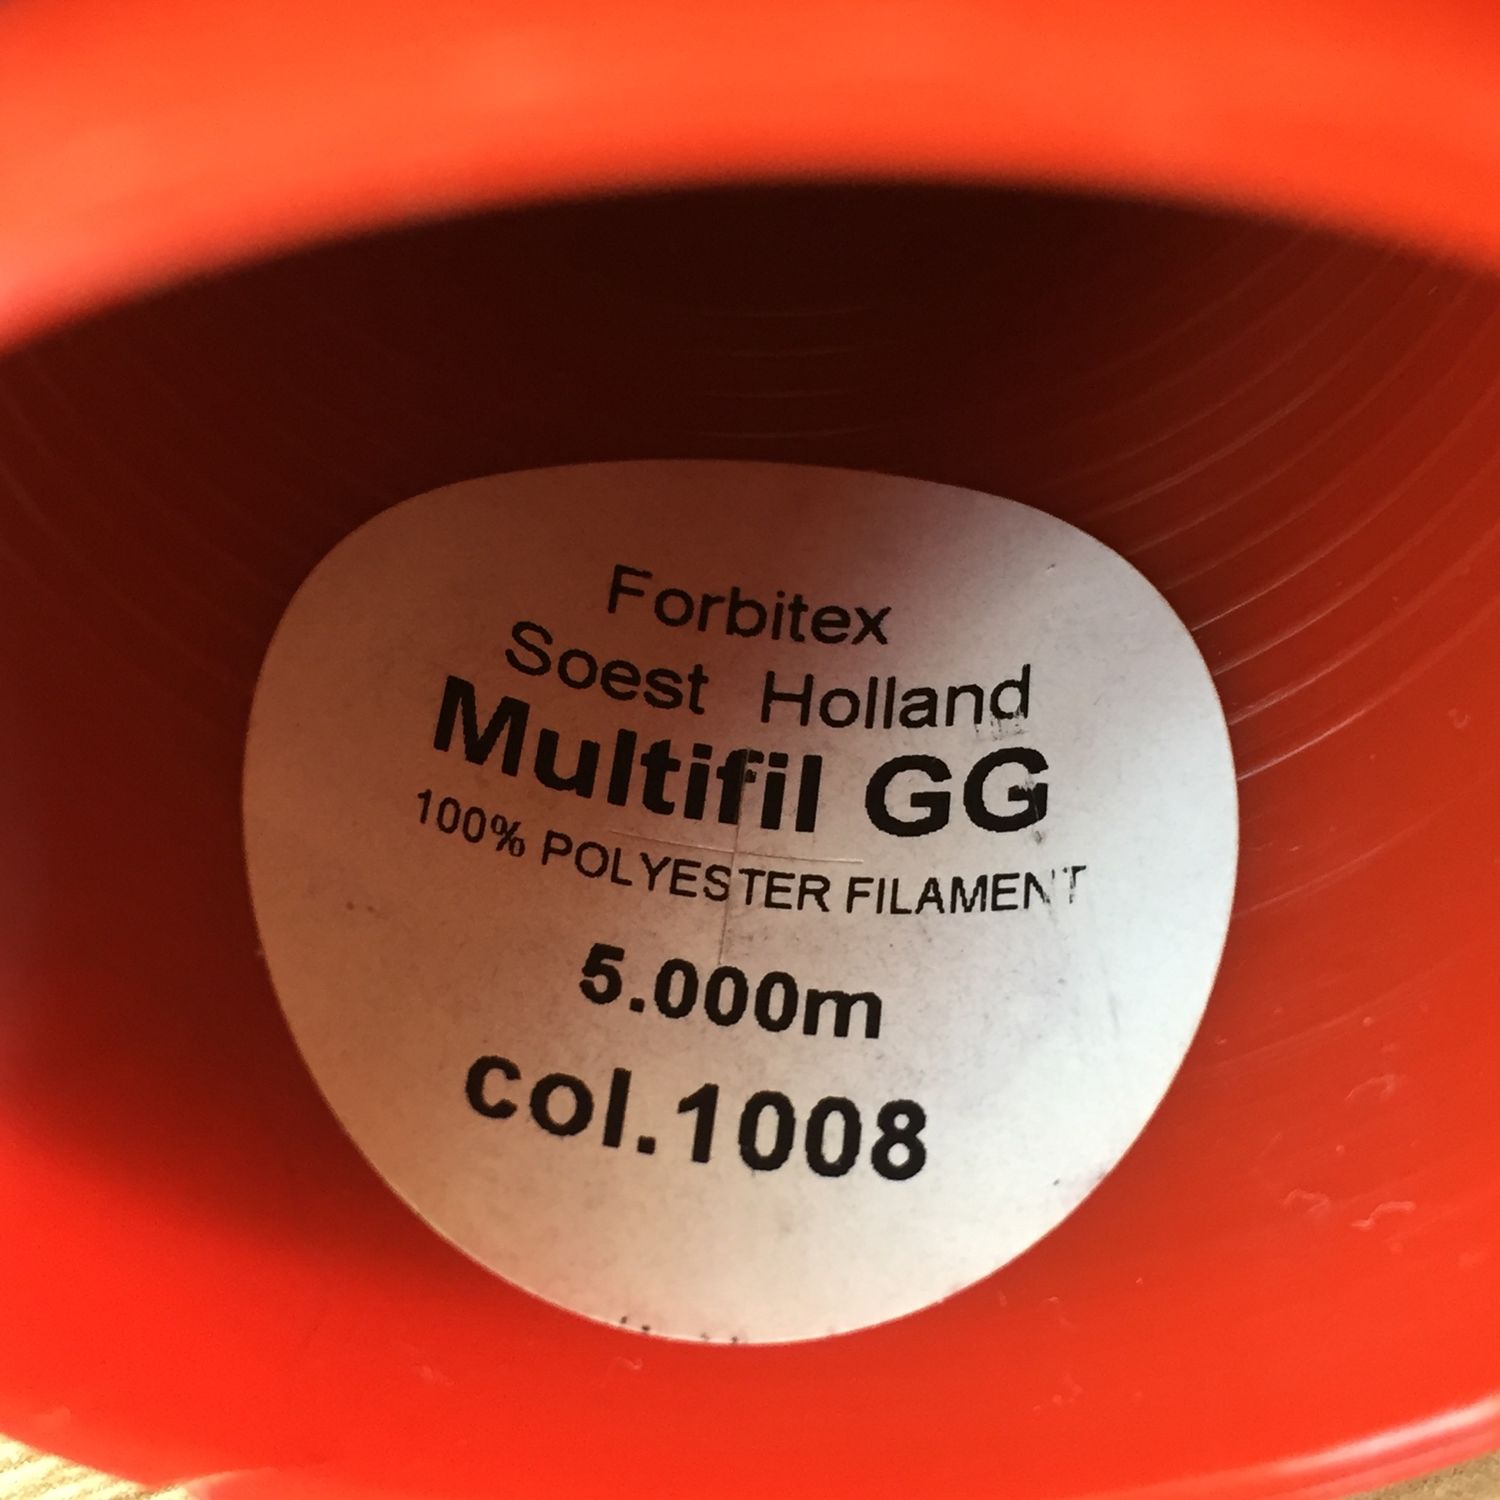 Forbitex
Soest Holland
Multifil GG
100% POLYESTER FILAMENT
5.000m
col.1008